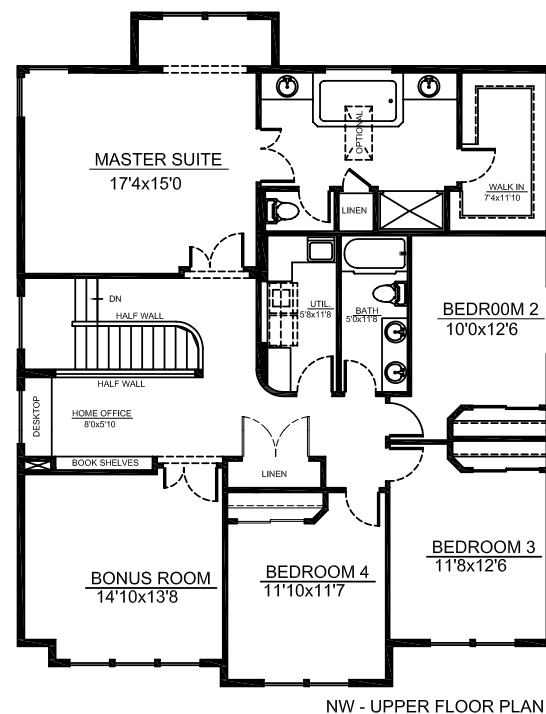 MASTER SUITE
17'4x15'0
OPTIONAL
WALK IN
7'4x11'10
LINEN
DN
HALF WALL
UTIL.
5'8x11'8
BATH
5'0x11'8
BEDR00M 2
10'0x12'6
HALF WALL
DESKTOP
HOME OFFICE
8'0x5'10
BOOK SHELVES
LINEN
BONUS ROOM
14'10x13'8
BEDROOM 4
11'10x11'7
BEDROOM 3
11'8x12'6
NW - UPPER FLOOR PLAN